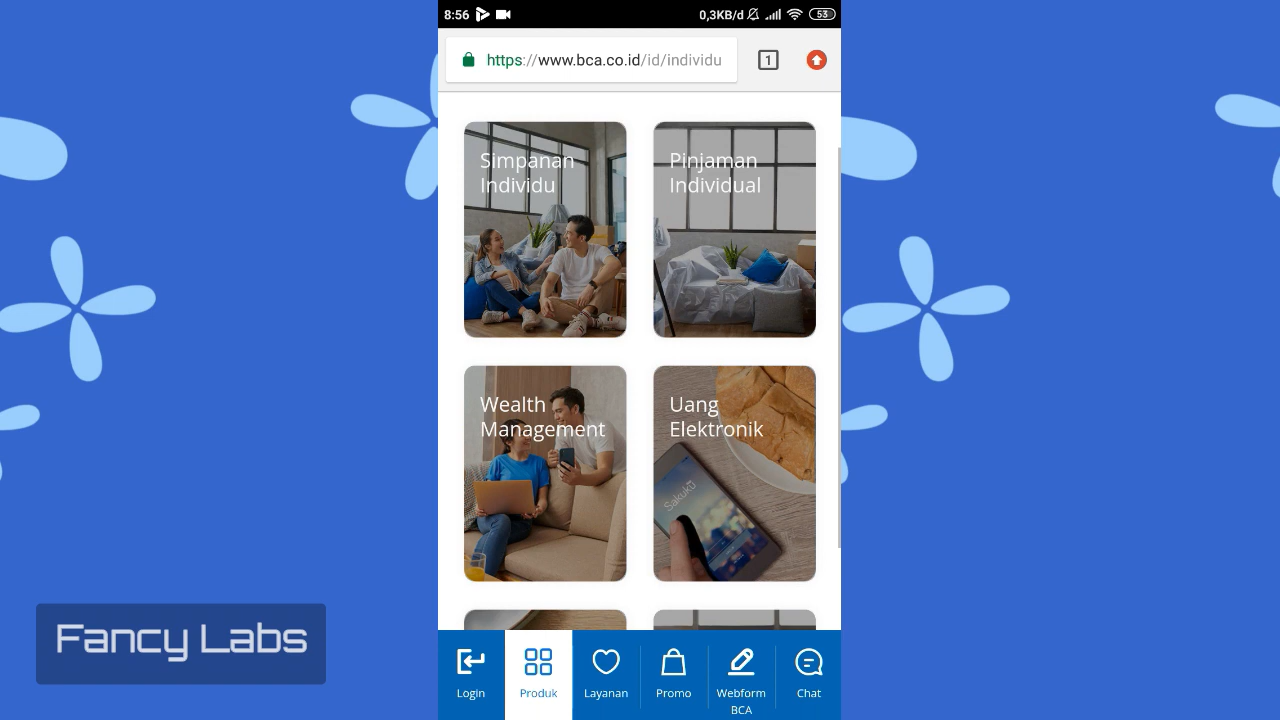 8:56
0,3KB/d
53
https://www.bca.co.id/id/individu
1
Simpanan
Individu
Pinjaman
Individual
Wealth
Management
Uang
Elektronik
Sakuku
Fancy Labs
Login
Produk
Layanan
Promo
Webform
BCA
Chat